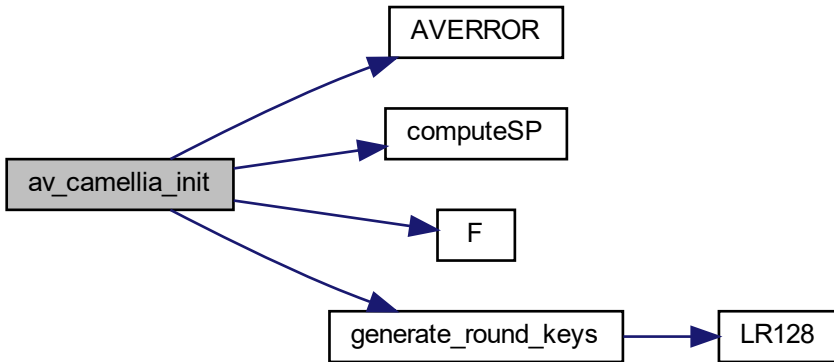 AVERROR
computeSP
av_camellia_init
F
generate_round_keys
LR128